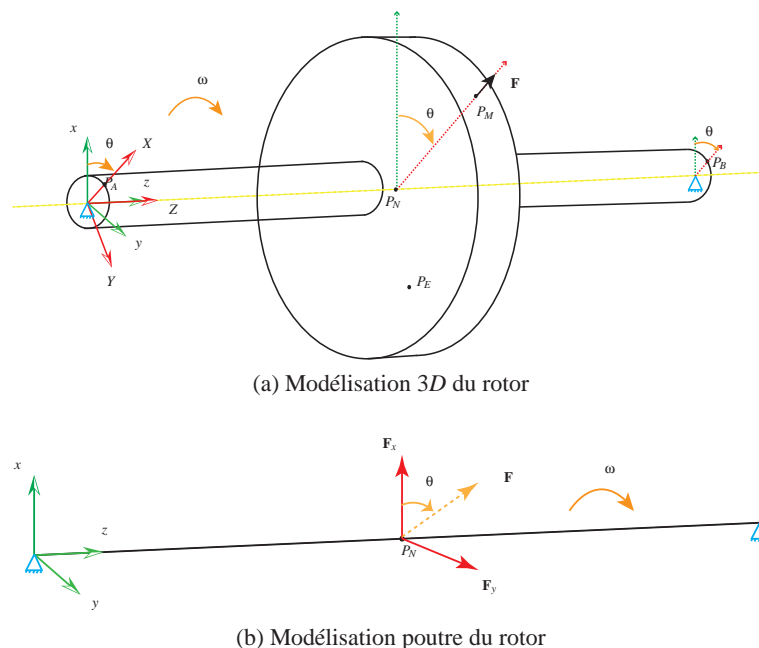 ω
F
θ
P_M
x
θ
X
P_A
z
Z
y
Y
P_N
θ
P_B
P_E
(a) Modélisation 3D du rotor
F_x
x
θ
F
ω
z
P_N
y
F_y
(b) Modélisation poutre du rotor